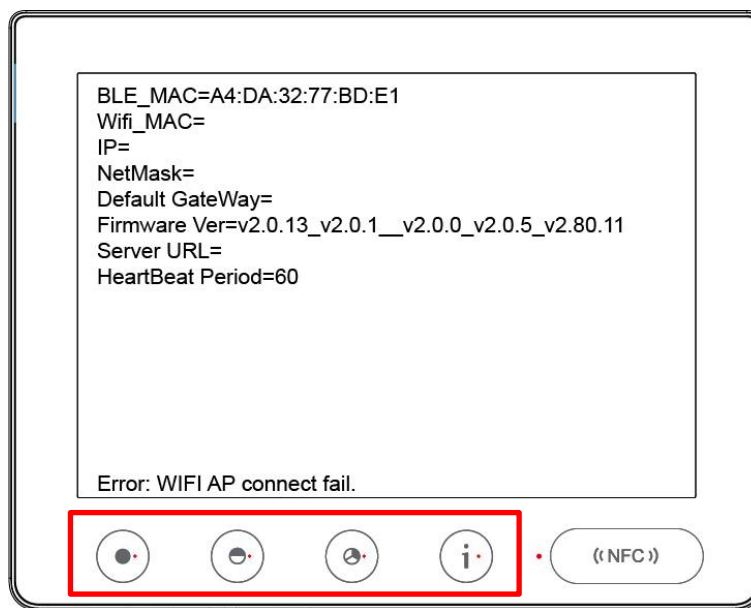 BLE_MAC=A4:DA:32:77:BD:E1
Wifi_MAC=
IP=
NetMask=
Default GateWay=
Firmware Ver=v2.0.13_v2.0.1__v2.0.0_v2.0.5_v2.80.11
Server URL=
HeartBeat Period=60
Error: WIFI AP connect fail.
i
((NFC))